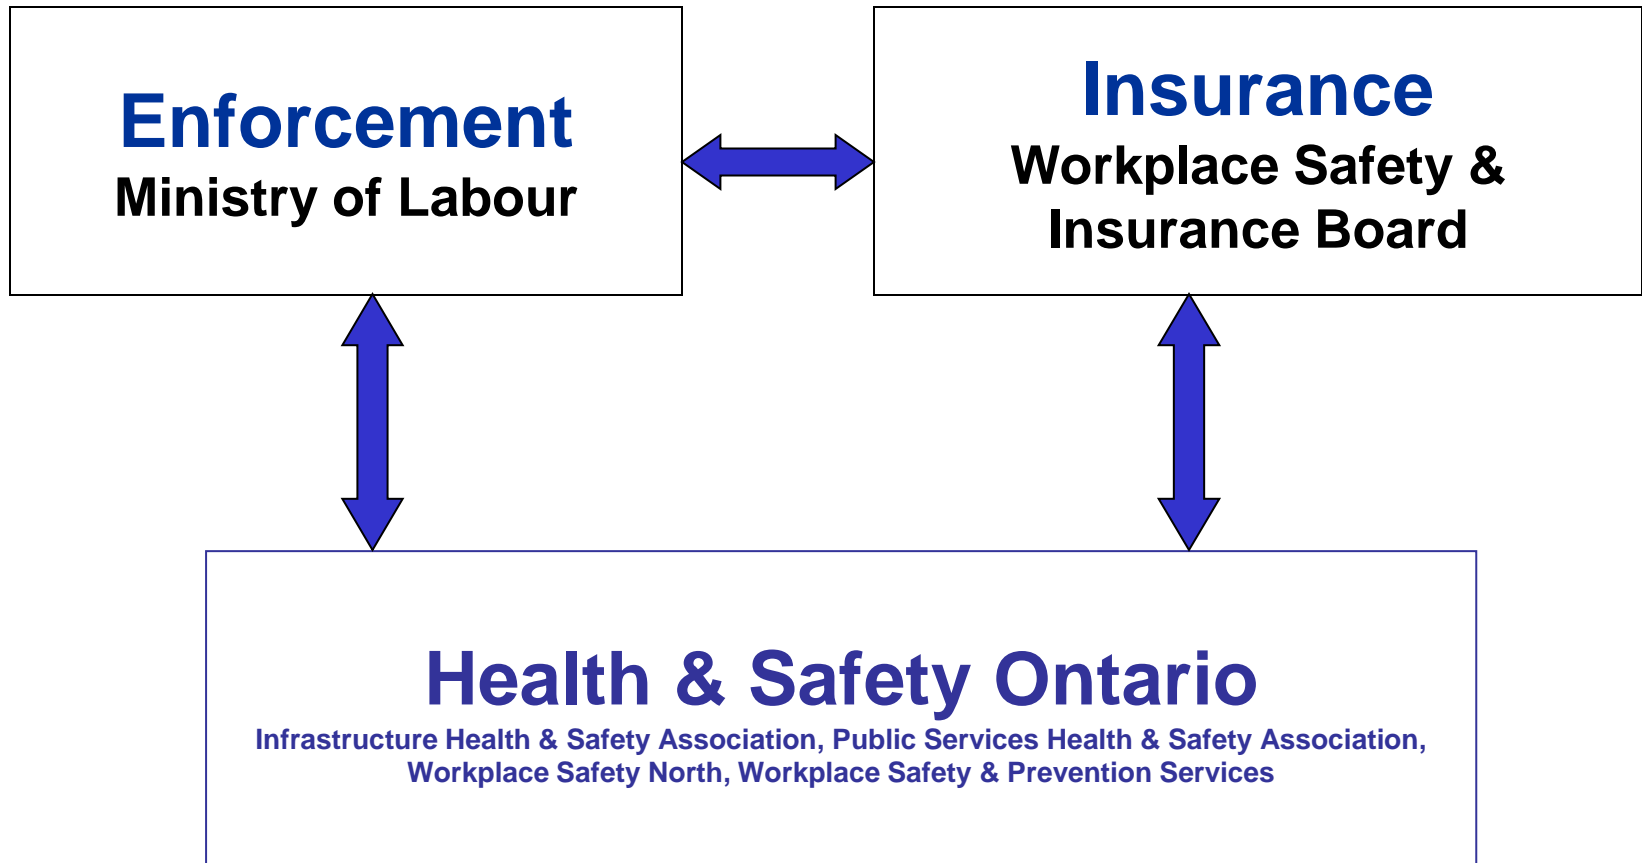 Enforcement
Ministry of Labour
Insurance
Workplace Safety &
Insurance Board
Health & Safety Ontario
Infrastructure Health & Safety Association, Public Services Health & Safety Association,
Workplace Safety North, Workplace Safety & Prevention Services